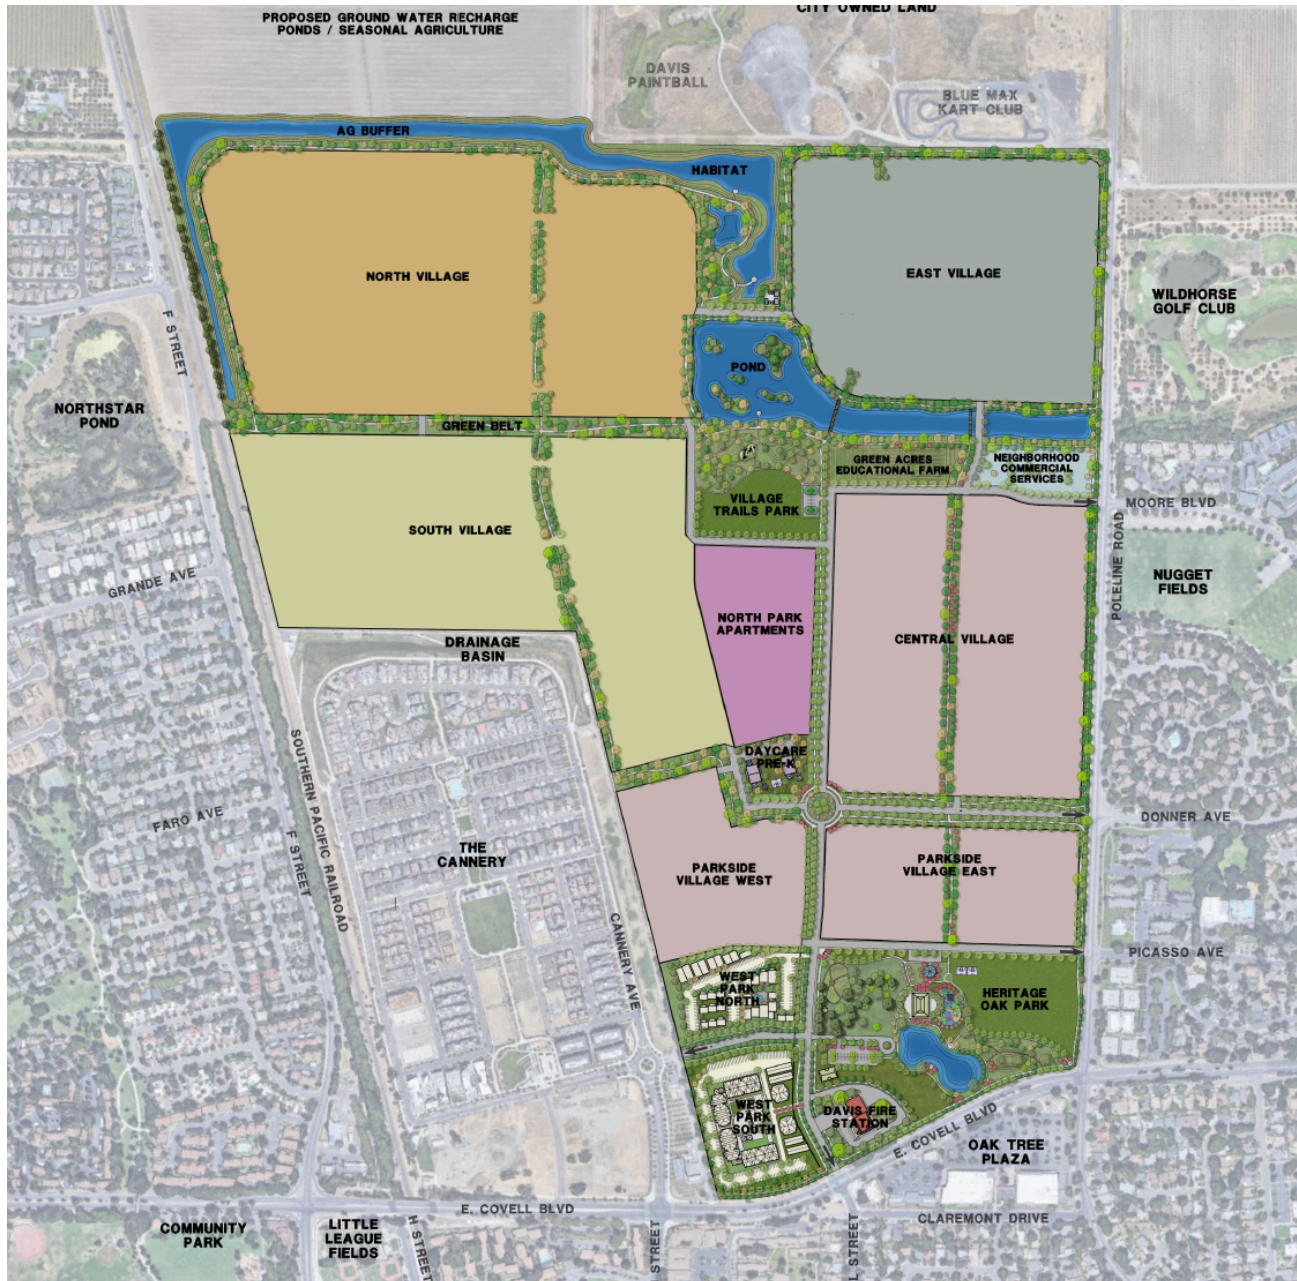 PROPOSED GROUND WATER RECHARGE
PONDS / SEASONAL AGRICULTURE
CITY OWNED LAND
DAVIS
PAINTBALL
BLUE MAX
KART CLUB
AG BUFFER
HABITAT
NORTH VILLAGE
EAST VILLAGE
WILDHORSE
GOLF CLUB
F STREET
POND
NORTHSTAR
POND
GREEN BELT
GREEN ACRES
EDUCATIONAL FARM
NEIGHBORHOOD
COMMERCIAL
SERVICES
VILLAGE
TRAILS PARK
MOORE BLVD
SOUTH VILLAGE
POLELINE ROAD
GRANDE AVE
NUGGET
FIELDS
NORTH PARK
APARTMENTS
CENTRAL VILLAGE
DRAINAGE
BASIN
DAYCARE
PRE-K
SOUTHERN PACIFIC RAILROAD
FARO AVE
F STREET
DONNER AVE
THE
CANNERY
PARKSIDE
VILLAGE WEST
PARKSIDE
VILLAGE EAST
CANNERY AVE
PICASSO AVE
WEST
PARK
NORTH
HERITAGE
OAK PARK
WEST
PARK
SOUTH
DAVIS FIRE
STATION
E. COVELL BLVD
OAK TREE
PLAZA
E. COVELL BLVD
CLAREMONT DRIVE
COMMUNITY
PARK
LITTLE
LEAGUE
FIELDS
H STREET
STREET
L STREET